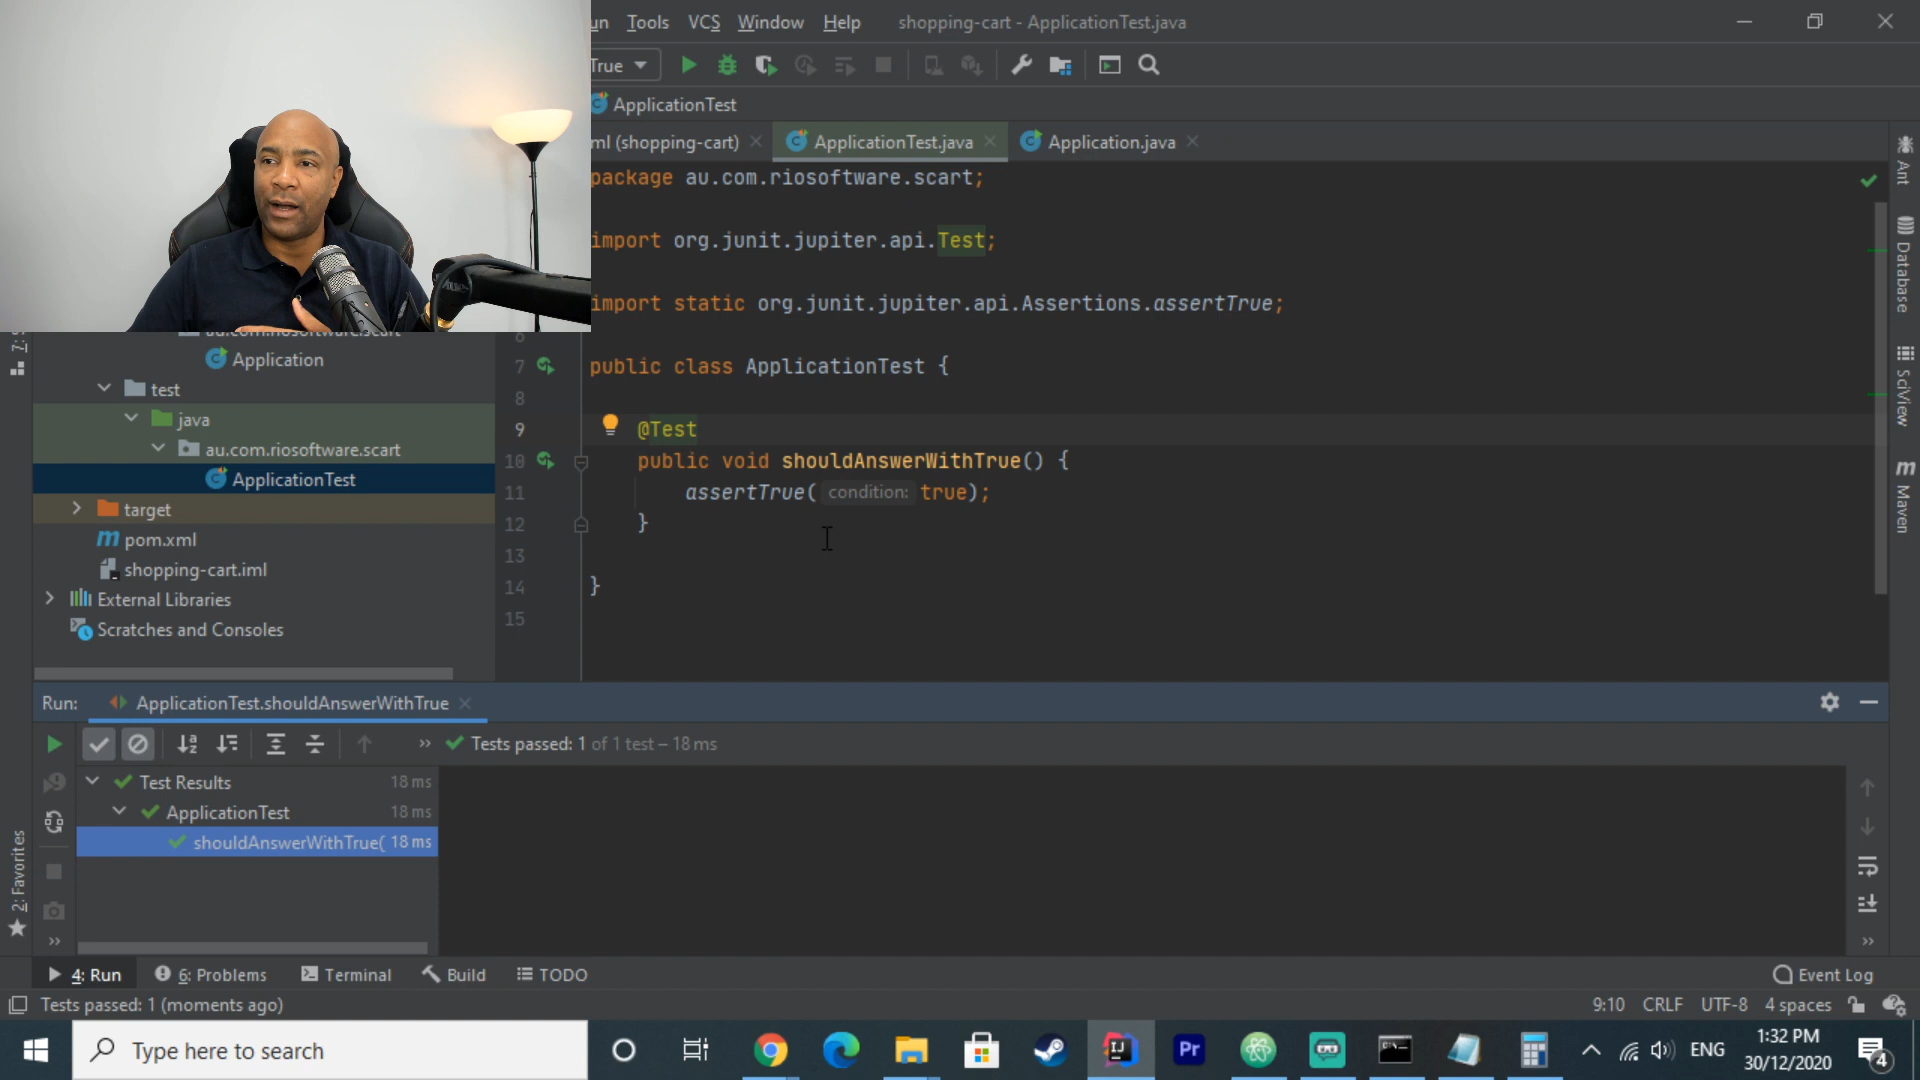 un Tools VCS Window Help shopping-cart - ApplicationTest.java
True
ApplicationTest
ml (shopping-cart) ApplicationTest.java Application.java
package au.com.riosoftware.scart;
import org.junit.jupiter.api.Test;
import static org.junit.jupiter.api.Assertions.assertTrue;
6
7 public class ApplicationTest {
8
9 @Test
10 public void shouldAnswerWithTrue() {
11 assertTrue( condition: true);
12 }
13
14 }
15
au.com.riosoftware.scart
Application
test
java
au.com.riosoftware.scart
ApplicationTest
target
pom.xml
shopping-cart.iml
External Libraries
Scratches and Consoles
Ant
Database
SciView
Maven
2: Favorites
Run: ApplicationTest.shouldAnswerWithTrue
Tests passed: 1 of 1 test – 18 ms
Test Results 18 ms
ApplicationTest 18 ms
shouldAnswerWithTrue( 18 ms
4: Run 6: Problems Terminal Build TODO Event Log
Tests passed: 1 (moments ago) 9:10 CRLF UTF-8 4 spaces
Type here to search
Pr
ENG
1:32 PM
30/12/2020
4